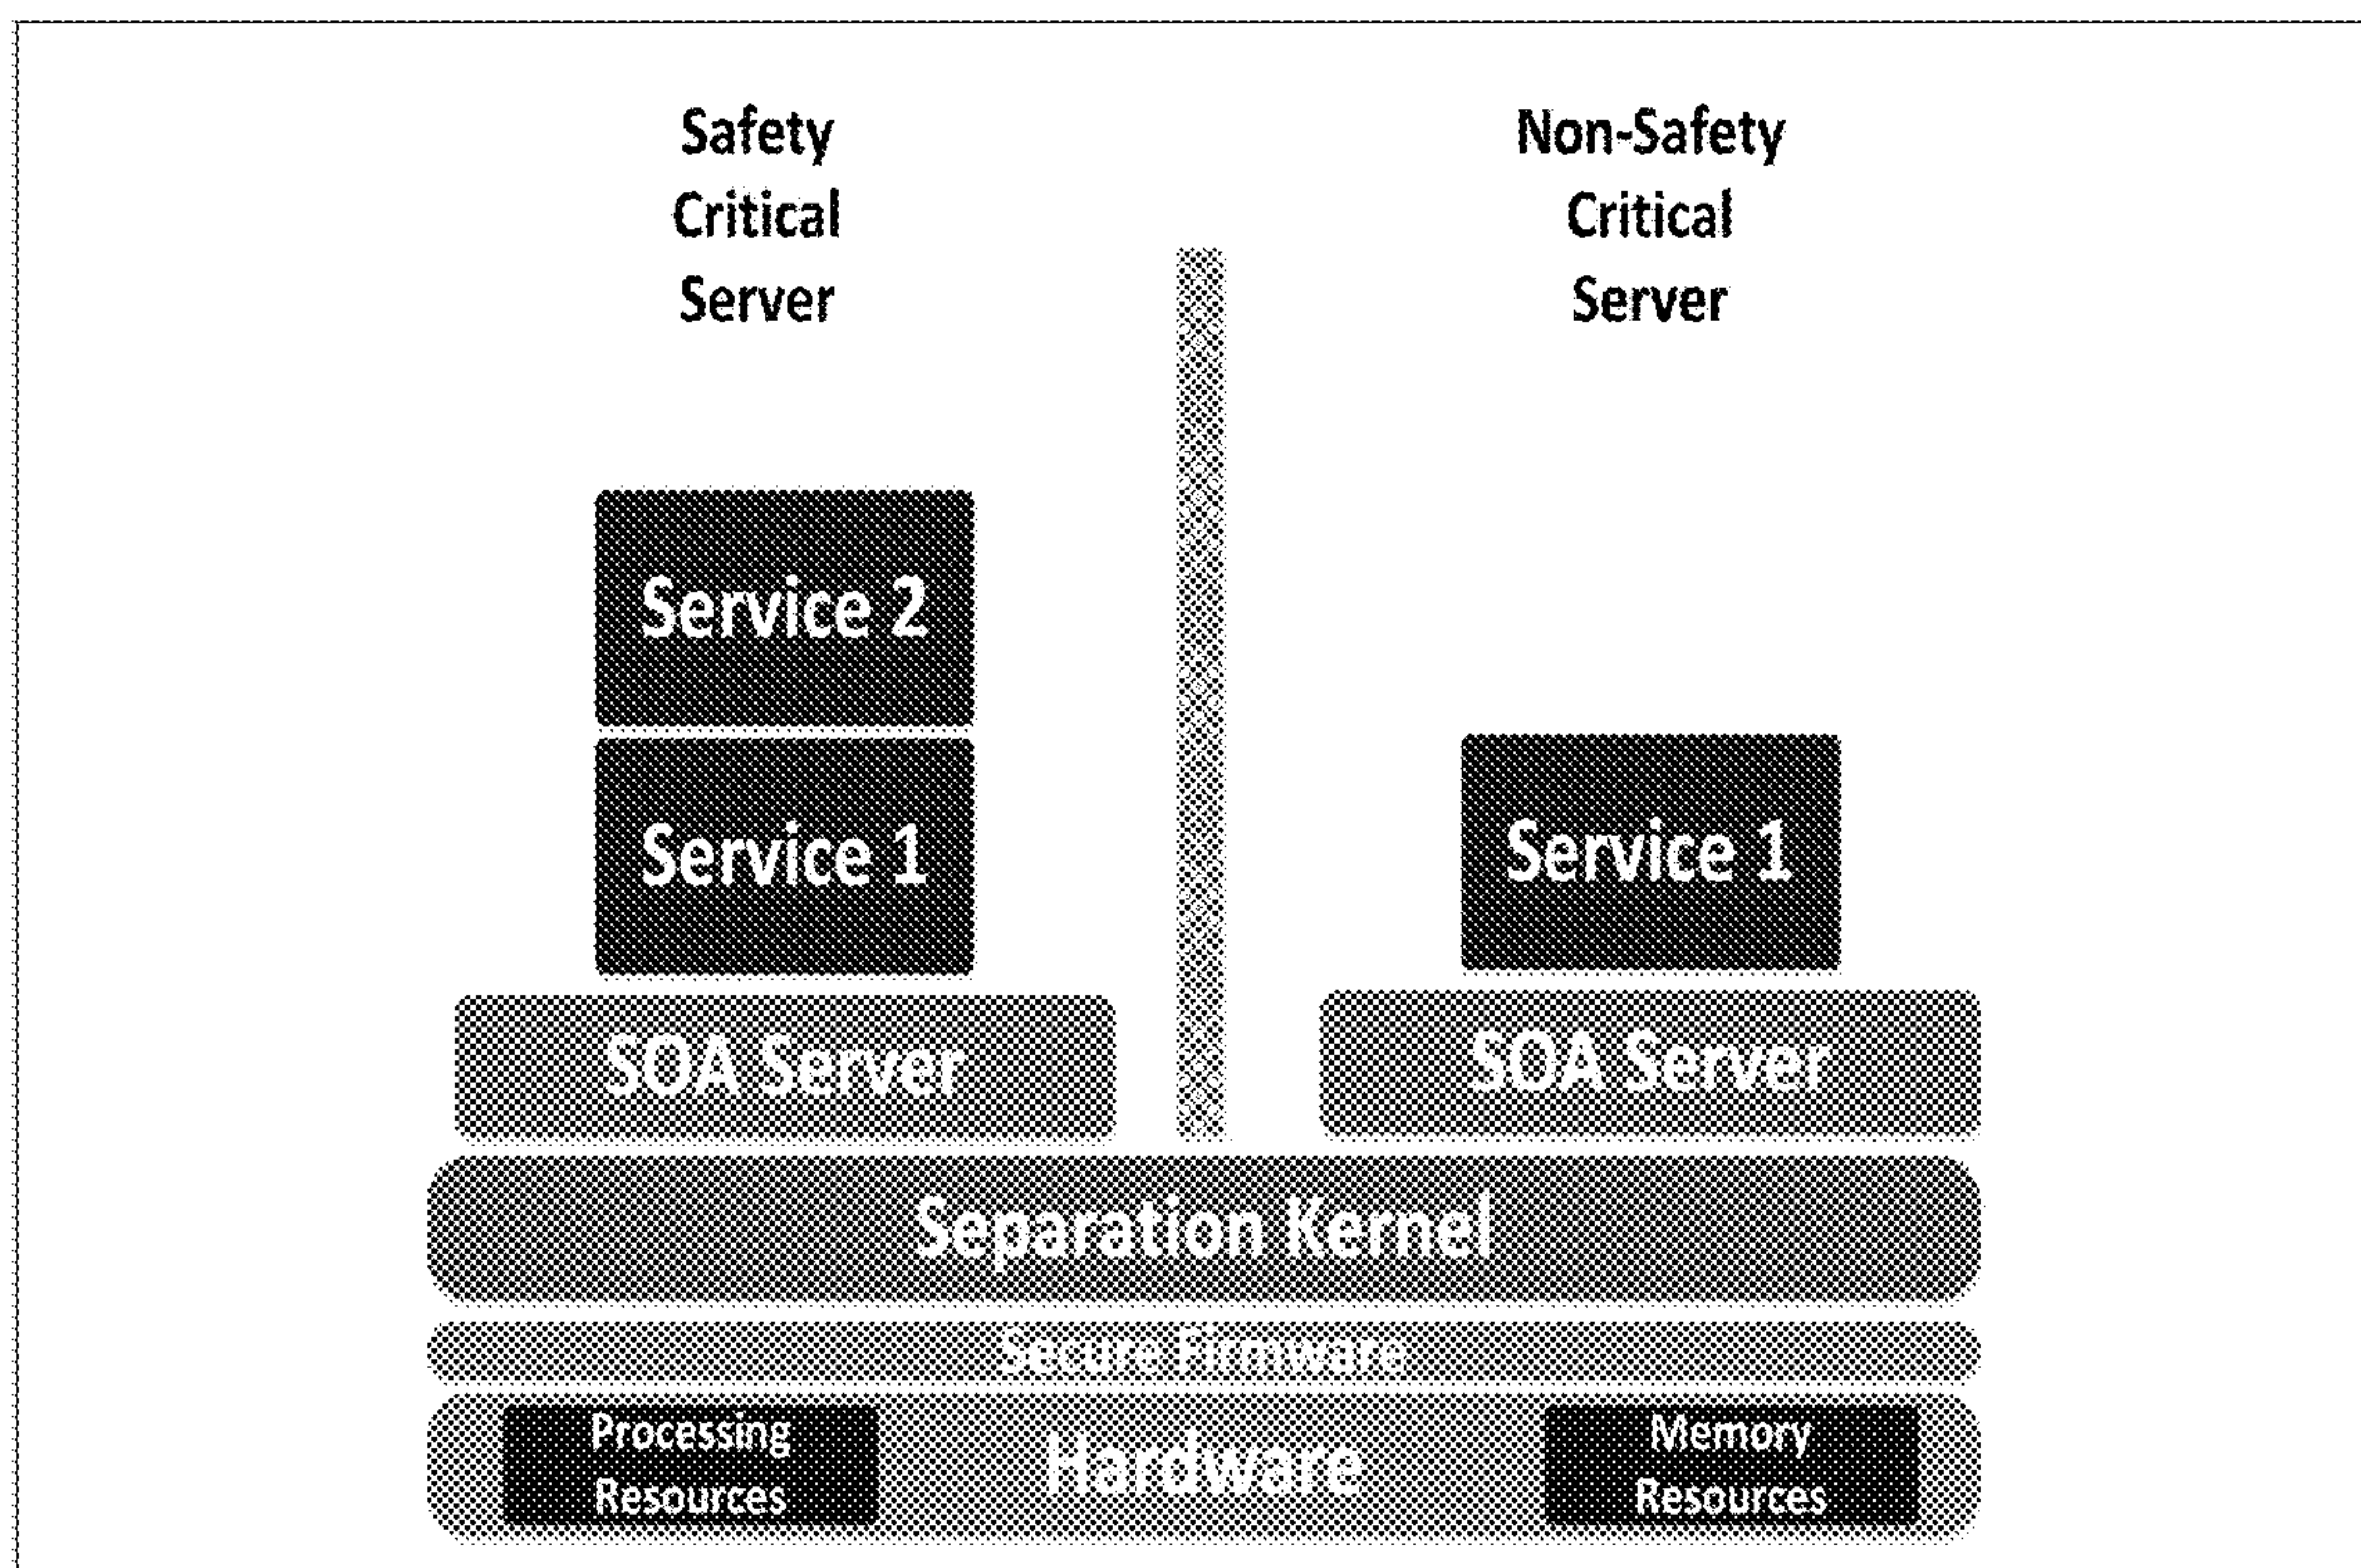 Safety
Critical
Server
Non-Safety
Critical
Server
Service 2
Service 1
Service 1
SOA Server
SOA Server
Separation Kernel
Secure Firmware
Processing
Resources
Hardware
Memory
Resources